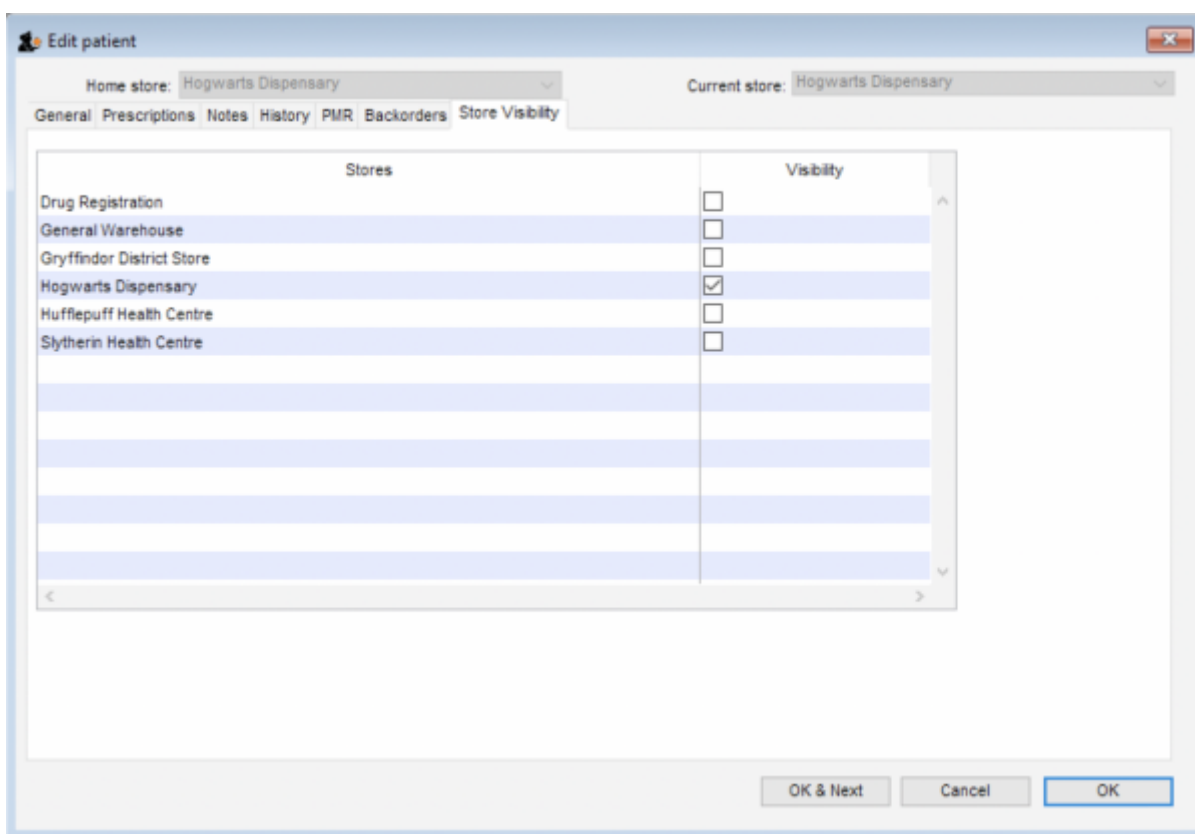 Edit patient
Home store: Hogwarts Dispensary Current store: Hogwarts Dispensary
General Prescriptions Notes History PMR Backorders Store Visibility
Stores Visibility
Drug Registration
General Warehouse
Gryffindor District Store
Hogwarts Dispensary
Hufflepuff Health Centre
Slytherin Health Centre
OK & Next Cancel OK